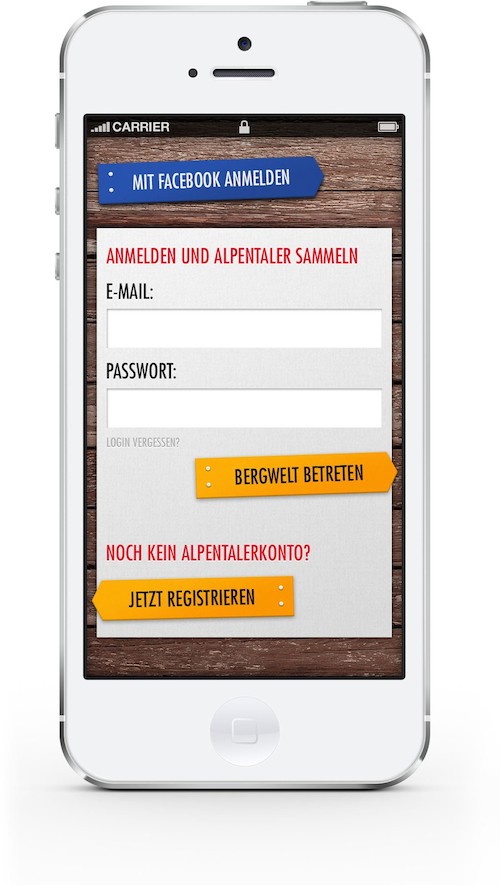 CARRIER
MIT FACEBOOK ANMELDEN
ANMELDEN UND ALPENTALER SAMMELN
E-MAIL:
PASSWORT:
LOGIN VERGESSEN?
BERGWELT BETRETEN
NOCH KEIN ALPENTALERKONTO?
JETZT REGISTRIEREN